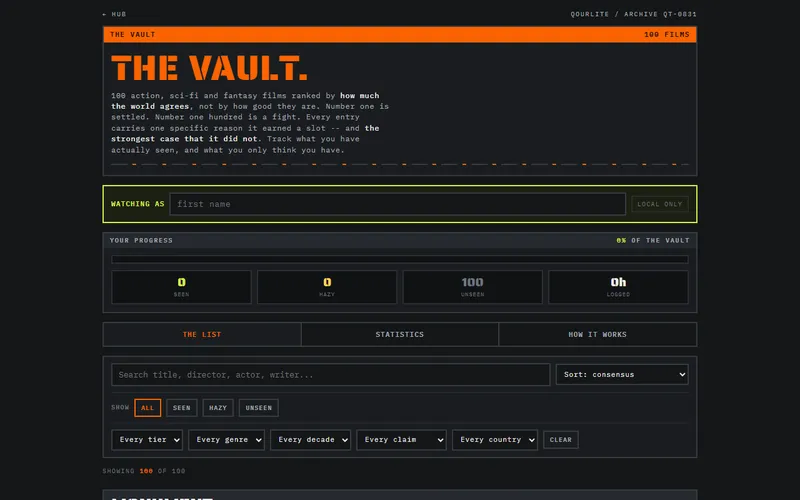 ← HUB
QOURLITE / ARCHIVE QT-0831
THE VAULT
100 FILMS
THE VAULT.
100 action, sci-fi and fantasy films ranked by how much
the world agrees, not by how good they are. Number one is
settled. Number one hundred is a fight. Every entry
carries one specific reason it earned a slot -- and the
strongest case that it did not. Track what you have
actually seen, and what you only think you have.
WATCHING AS
first name
LOCAL ONLY
YOUR PROGRESS
0% OF THE VAULT
0
SEEN
0
HAZY
100
UNSEEN
0h
LOGGED
THE LIST
STATISTICS
HOW IT WORKS
Search title, director, actor, writer...
Sort: consensus
SHOW
ALL
SEEN
HAZY
UNSEEN
Every tier
Every genre
Every decade
Every claim
Every country
CLEAR
SHOWING 100 OF 100